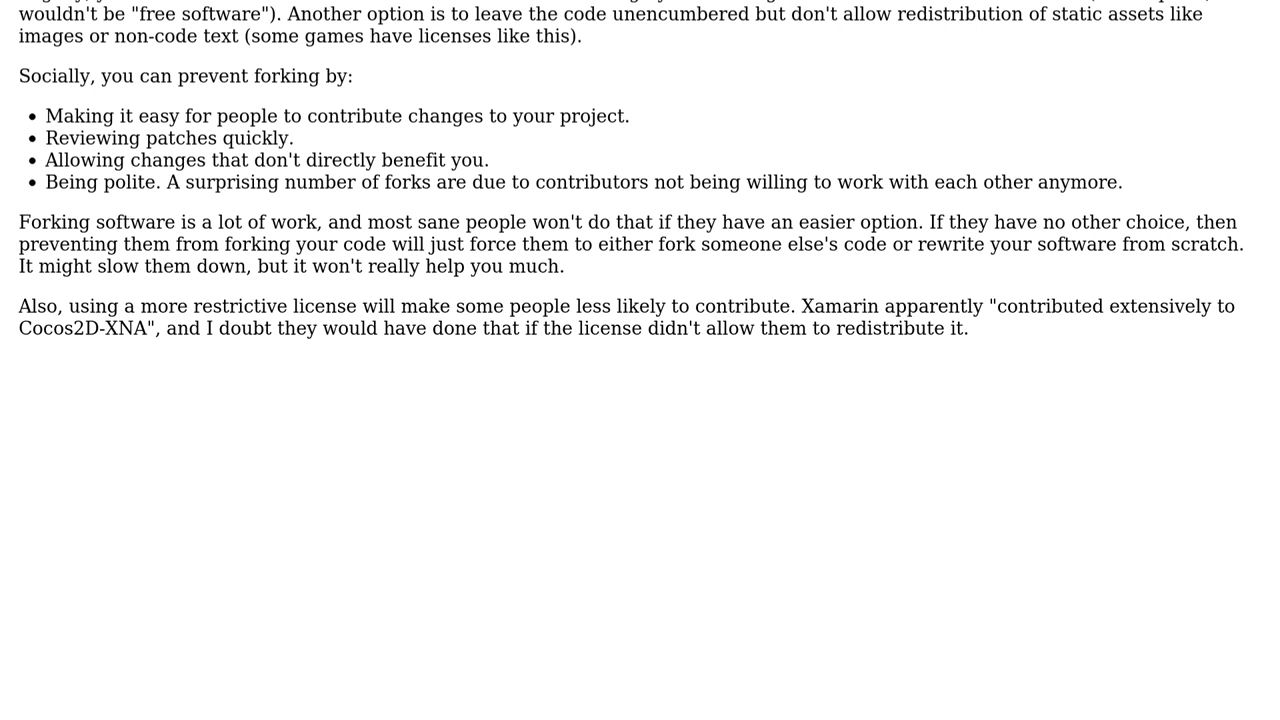 wouldn't be "free software"). Another option is to leave the code unencumbered but don't allow redistribution of static assets like
images or non-code text (some games have licenses like this).
Socially, you can prevent forking by:
• Making it easy for people to contribute changes to your project.
• Reviewing patches quickly.
• Allowing changes that don't directly benefit you.
• Being polite. A surprising number of forks are due to contributors not being willing to work with each other anymore.
Forking software is a lot of work, and most sane people won't do that if they have an easier option. If they have no other choice, then
preventing them from forking your code will just force them to either fork someone else's code or rewrite your software from scratch.
It might slow them down, but it won't really help you much.
Also, using a more restrictive license will make some people less likely to contribute. Xamarin apparently "contributed extensively to
Cocos2D-XNA", and I doubt they would have done that if the license didn't allow them to redistribute it.